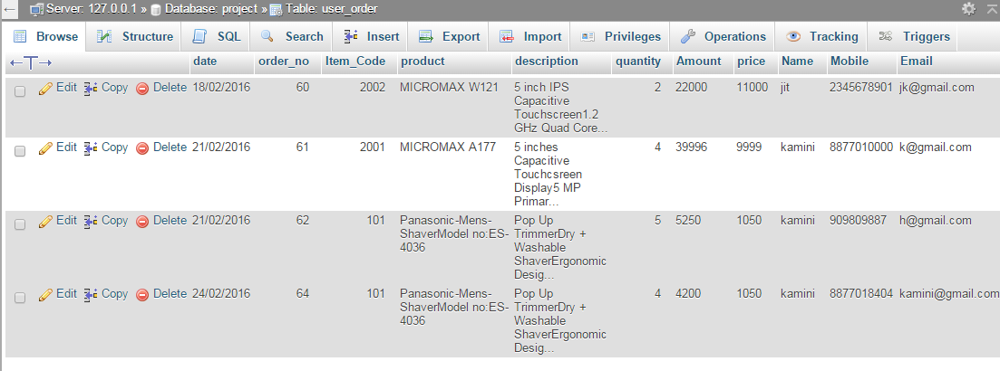 Server: 127.0.0.1 » Database: project » Table: user_order
Browse Structure SQL Search Insert Export Import Privileges Operations Tracking Triggers
date order_no Item_Code product description quantity Amount price Name Mobile Email
Edit Copy Delete 18/02/2016 60 2002 MICROMAX W121 5 inch IPS 2 22000 11000 jit 2345678901 jk@gmail.com
Capacitive
Touchscreen1.2
GHz Quad Core...
Edit Copy Delete 21/02/2016 61 2001 MICROMAX A177 5 inches 4 39996 9999 kamini 8877010000 k@gmail.com
Capacitive
Touchcsreen
Display5 MP
Primar...
Edit Copy Delete 21/02/2016 62 101 Panasonic-Mens- Pop Up 5 5250 1050 kamini 909809887 h@gmail.com
ShaverModel no:ES- TrimmerDry +
4036 Washable
ShaverErgonomic
Desig...
Edit Copy Delete 24/02/2016 64 101 Panasonic-Mens- Pop Up 4 4200 1050 kamini 8877018404 kamini@gmail.com
ShaverModel no:ES- TrimmerDry +
4036 Washable
ShaverErgonomic
Desig...